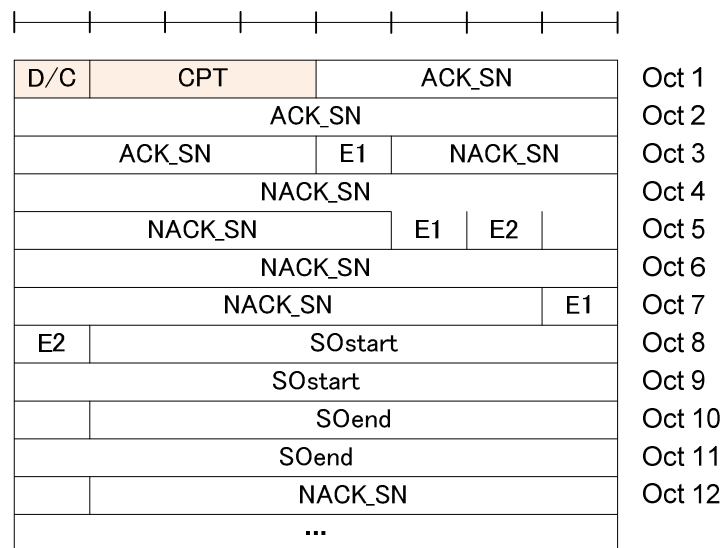 D/C CPT ACK_SN Oct 1
ACK_SN Oct 2
ACK_SN E1 NACK_SN Oct 3
NACK_SN Oct 4
NACK_SN E1 E2 Oct 5
NACK_SN Oct 6
NACK_SN E1 Oct 7
E2 SOstart Oct 8
SOstart Oct 9
SOend Oct 10
SOend Oct 11
NACK_SN Oct 12
...